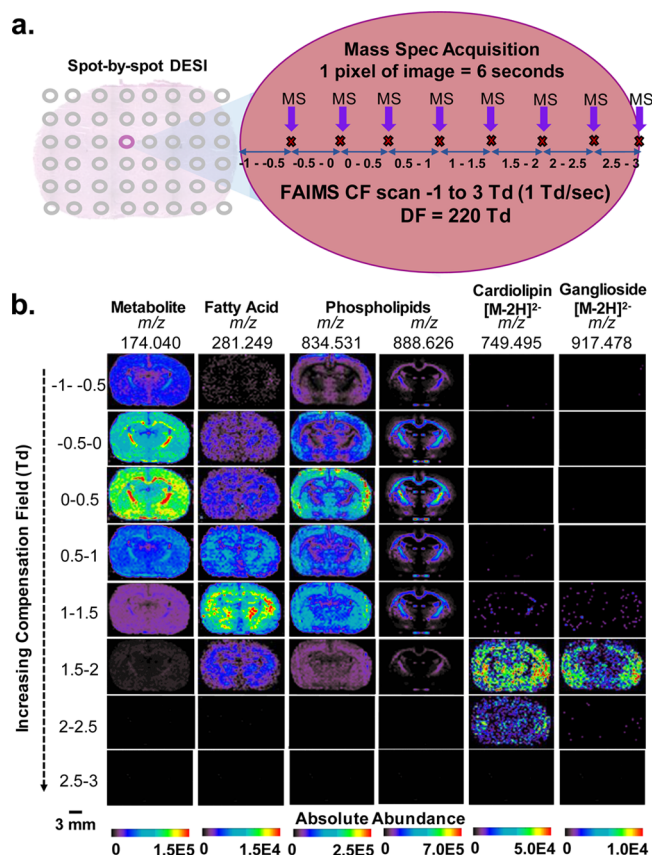 a.
Spot-by-spot DESI
Mass Spec Acquisition
1 pixel of image = 6 seconds
MS MS MS MS MS MS MS MS
-1 - -0.5 -0.5 - 0 0 - 0.5 0.5 - 1 1 - 1.5 1.5 - 2 2 - 2.5 2.5 - 3
FAIMS CF scan -1 to 3 Td (1 Td/sec)
DF = 220 Td
b.
Metabolite Fatty Acid Phospholipids Cardiolipin Ganglioside
[M-2H]2- [M-2H]2-
m/z m/z m/z m/z m/z m/z
174.040 281.249 834.531 888.626 749.495 917.478
Increasing Compensation Field (Td)
-1- -0.5
-0.5-0
0-0.5
0.5-1
1-1.5
1.5-2
2-2.5
2.5-3
3 mm
Absolute Abundance
0 1.5E5 0 1.5E4 0 2.5E5 0 7.0E5 0 5.0E4 0 1.0E4